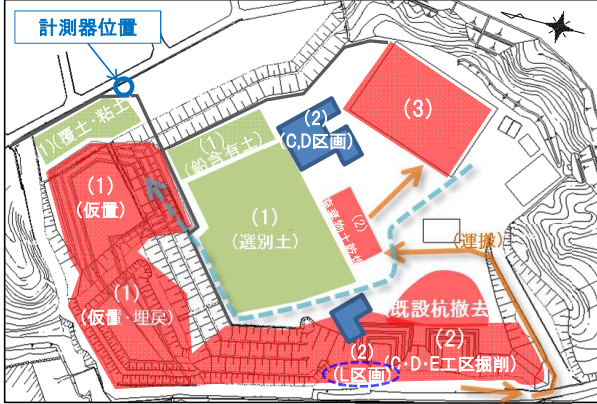 計測器位置
(1)(覆土・粘土)
(1)
(鉛含有土)
(2)
(C,D区画)
(3)
(1)
(仮置)
(1)
(選別土)
(2)
(運搬)
(1)
(仮置・埋戻)
既設杭撤去
(2)
(L区画)
(2)
(C・D・E工区掘削)